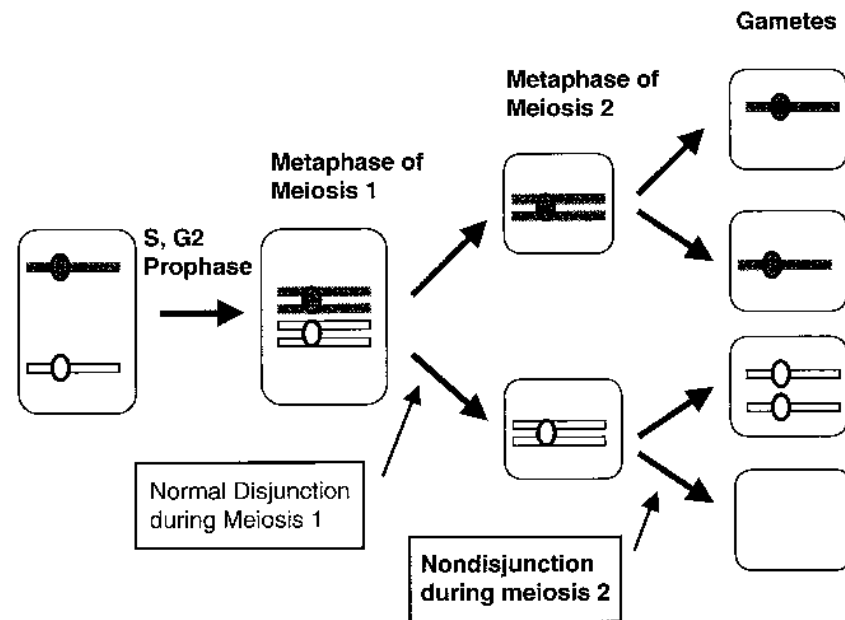 Gametes
Metaphase of
Meiosis 2
Metaphase of
Meiosis 1
S, G2
Prophase
Normal Disjunction
during Meiosis 1
Nondisjunction
during meiosis 2